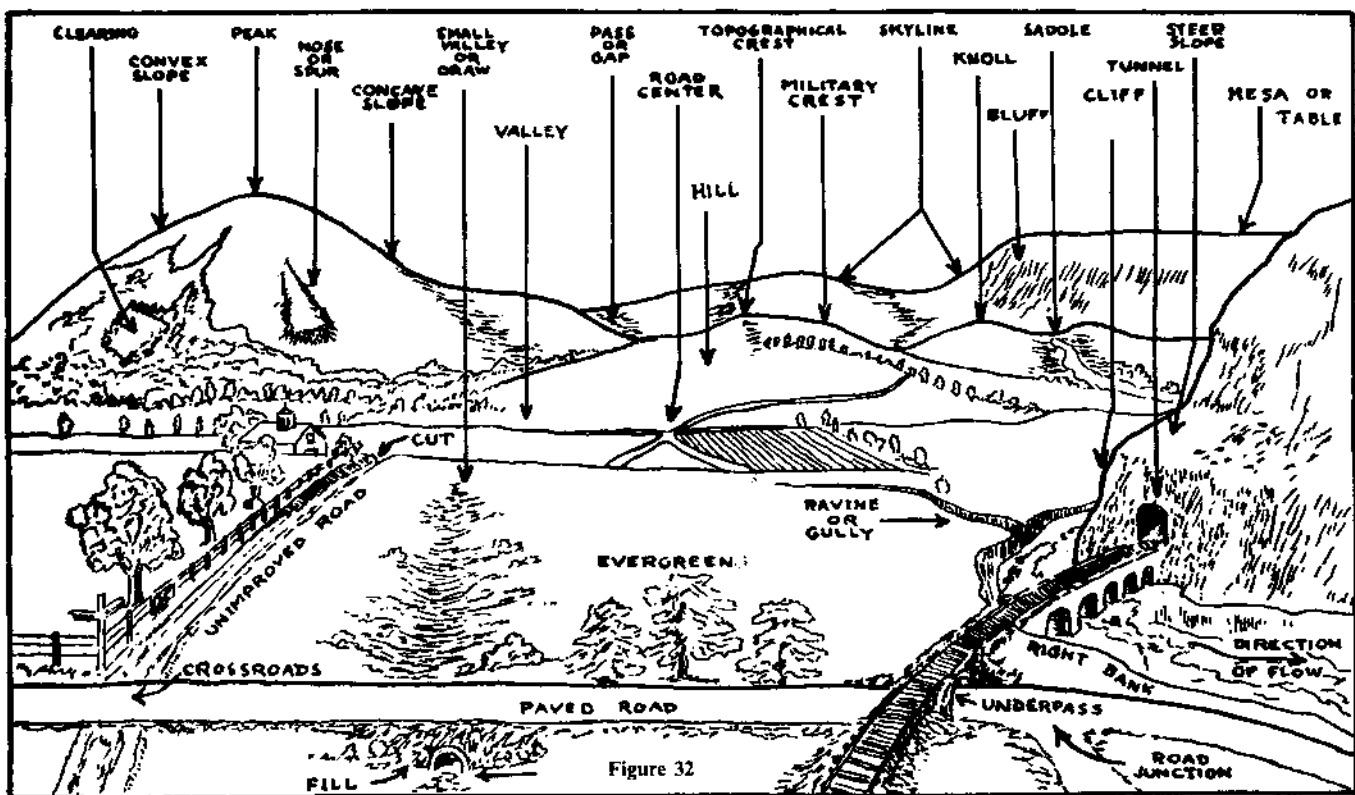 CLEARING
PEAK
SMALL
VALLEY
OR
DRAW
PASS
OR
GAP
TOPOGRAPHICAL
CREST
SKYLINE
SADDLE
STEEP
SLOPE
CONVEX
SLOPE
NOSE
OR
SPUR
CONCAVE
SLOPE
ROAD
CENTER
MILITARY
CREST
KNOLL
TUNNEL
CLIFF
MESA OR
TABLE
VALLEY
BLUFF
HILL
CUT
UNIMPROVED ROAD
RAVINE
OR
GULLY
EVERGREEN
CROSSROADS
RIGHT BANK
DIRECTION
OF FLOW
PAVED ROAD
UNDERPASS
ROAD
JUNCTION
FILL
Figure 32